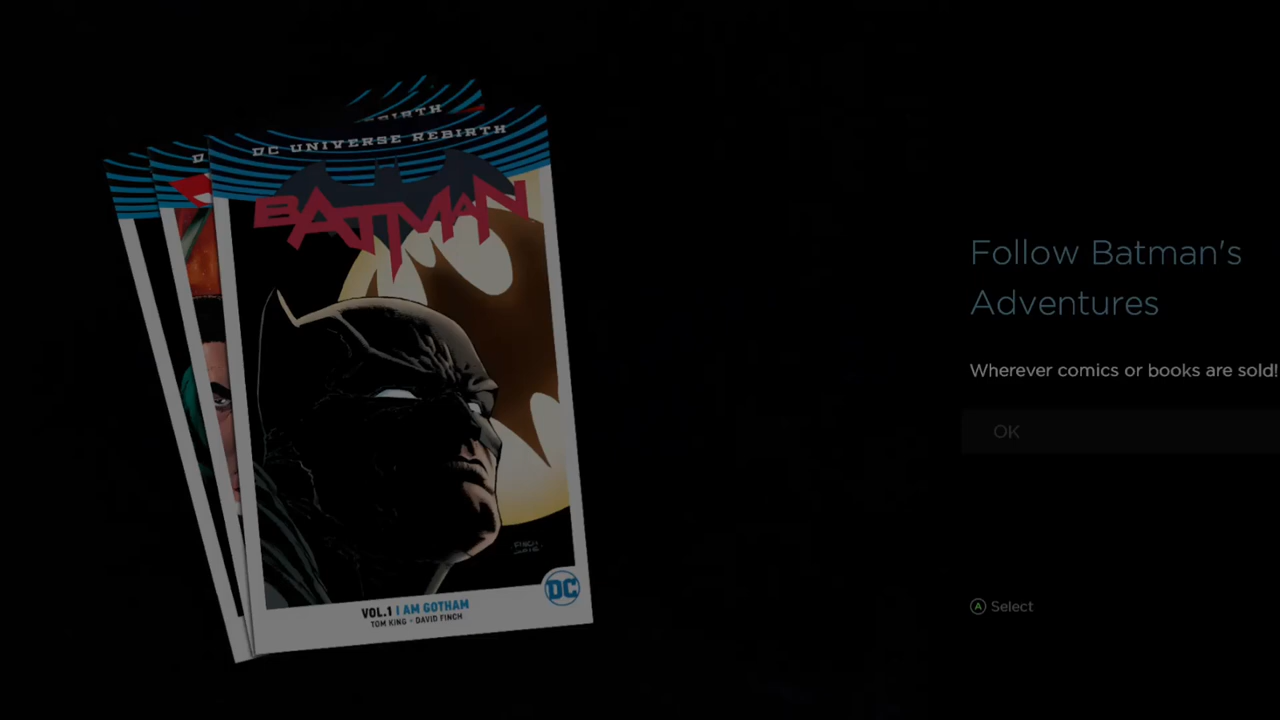 REBIRTH
D
DC UNIVERSE REBIRTH
BATMAN
VOL.1 I AM GOTHAM
TOM KING - DAVID FINCH
DC
Follow Batman's
Adventures
Wherever comics or books are sold!
OK
A Select